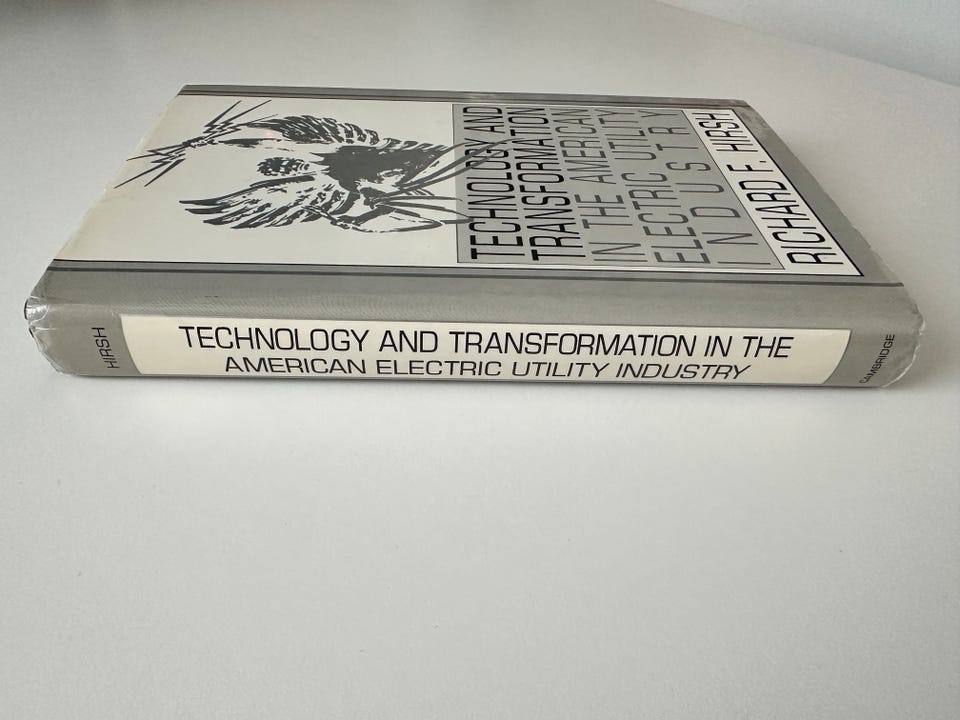 TECHNOLOGY AND
TRANSFORMATION
IN THE AMERICAN
ELECTRIC UTILITY
INDUSTRY
RICHARD F. HIRSH
HIRSH
TECHNOLOGY AND TRANSFORMATION IN THE
AMERICAN ELECTRIC UTILITY INDUSTRY
CAMBRIDGE